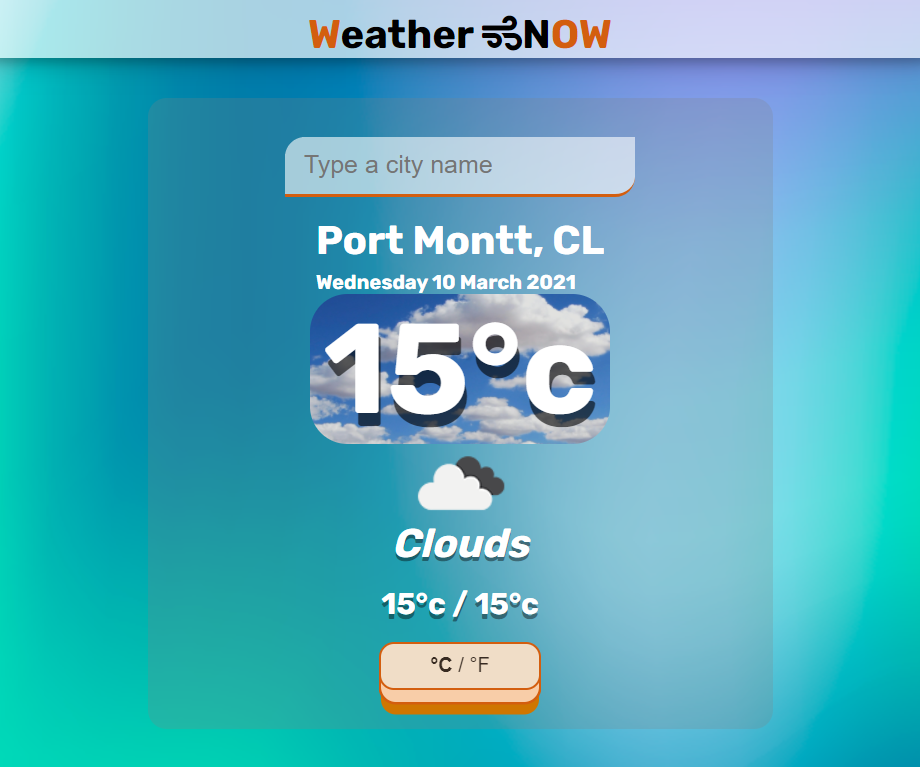 Weather NOW
Type a city name
Port Montt, CL
Wednesday 10 March 2021
15°c
Clouds
15°c / 15°c
°C / °F